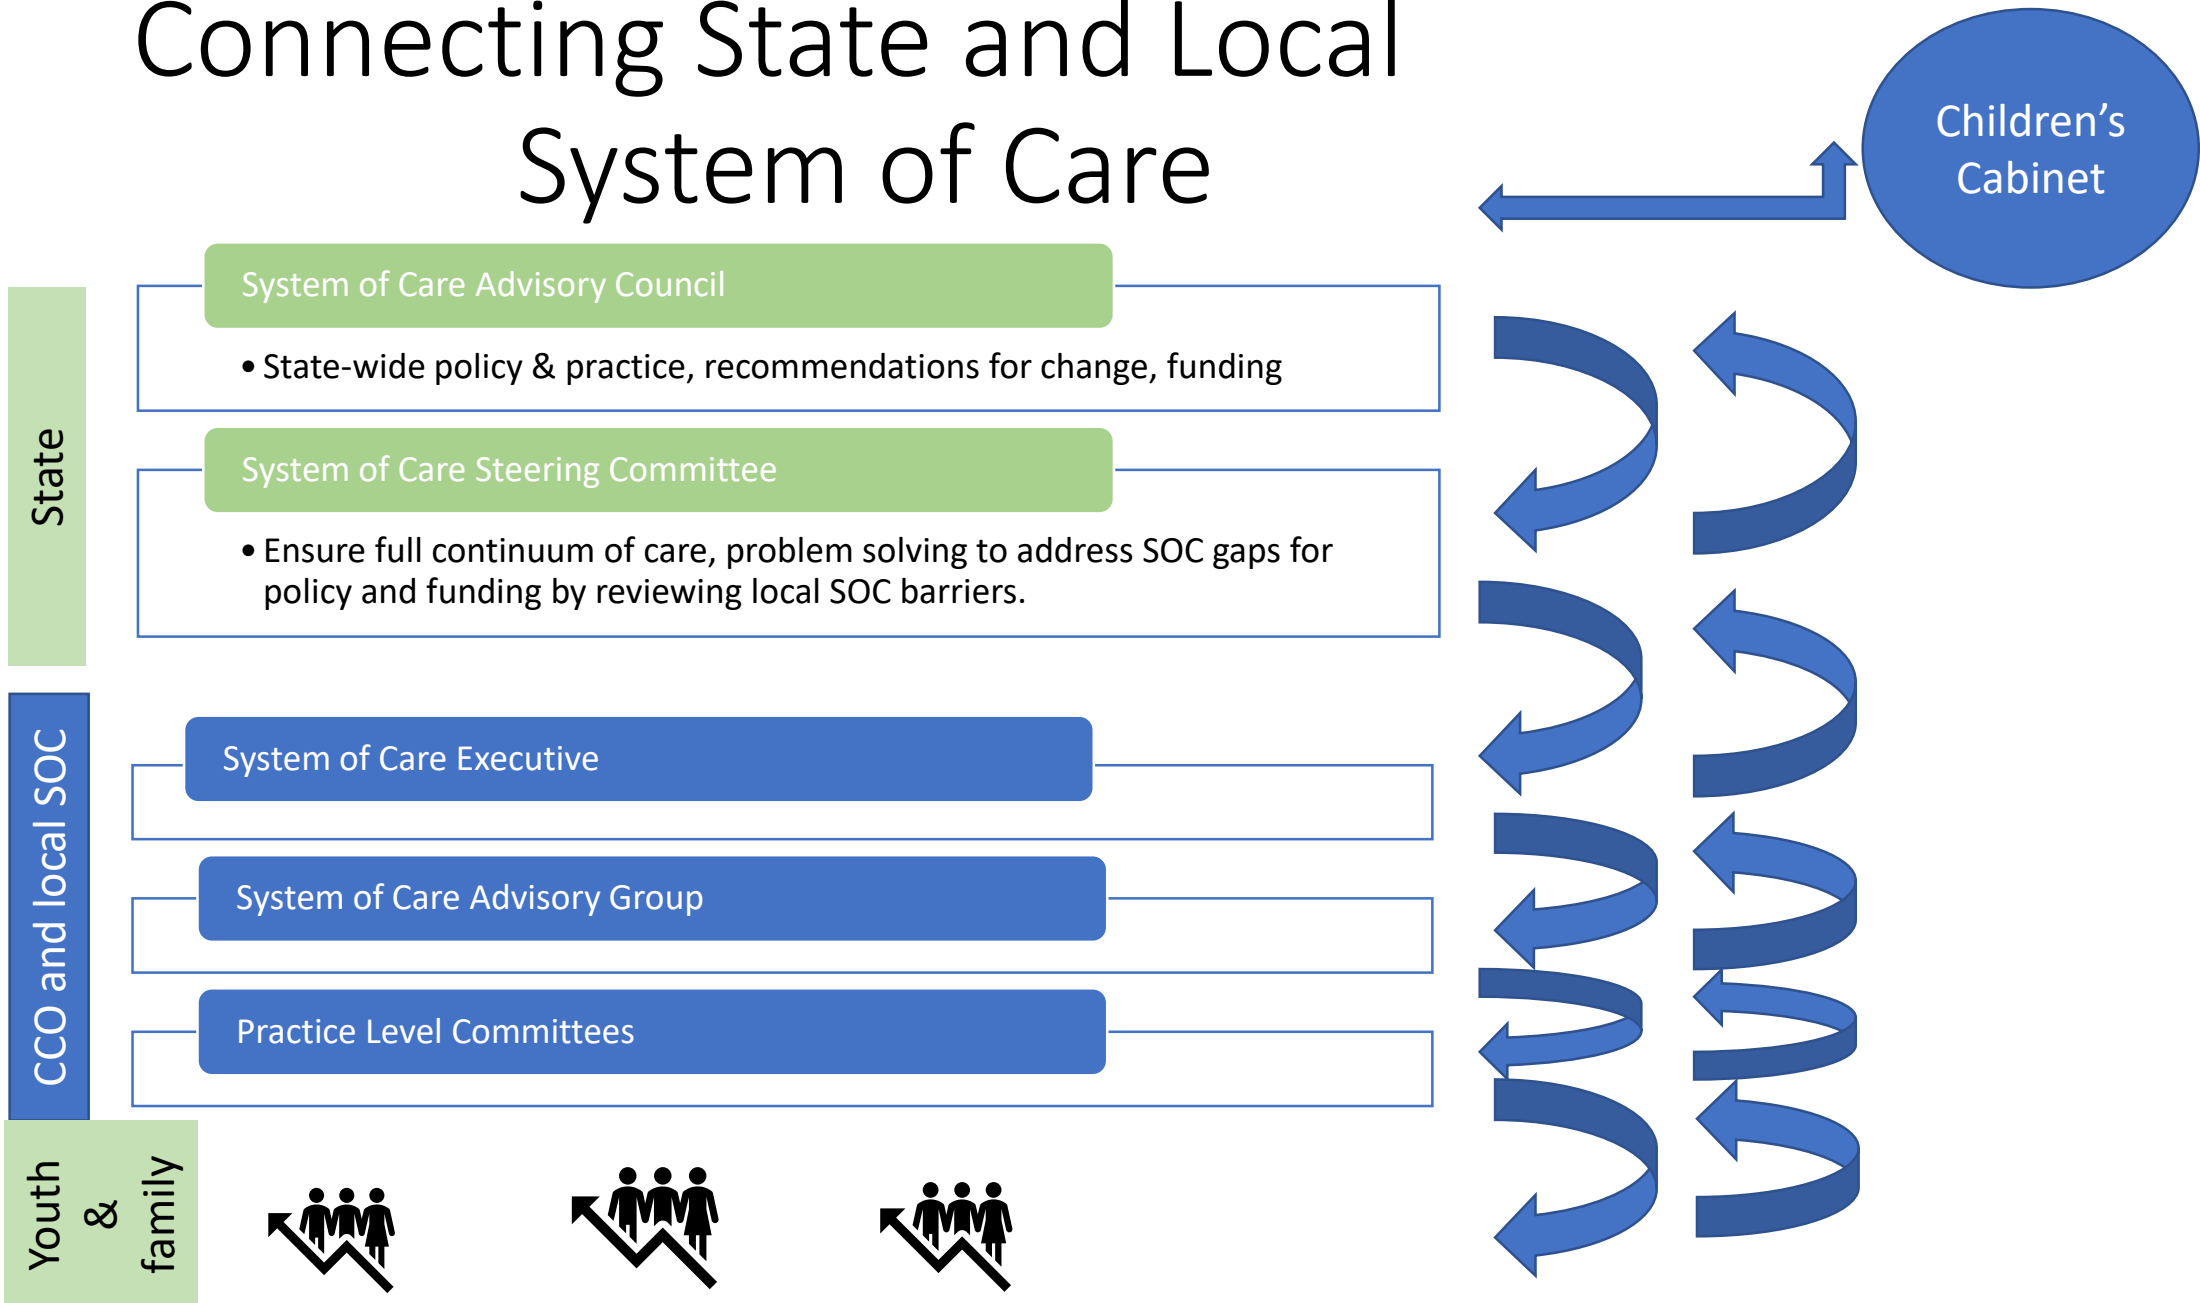 Connecting State and Local
System of Care
Children’s
Cabinet
State
System of Care Advisory Council
• State-wide policy & practice, recommendations for change, funding
System of Care Steering Committee
• Ensure full continuum of care, problem solving to address SOC gaps for
policy and funding by reviewing local SOC barriers.
CCO and local SOC
System of Care Executive
System of Care Advisory Group
Practice Level Committees
Youth
&
family